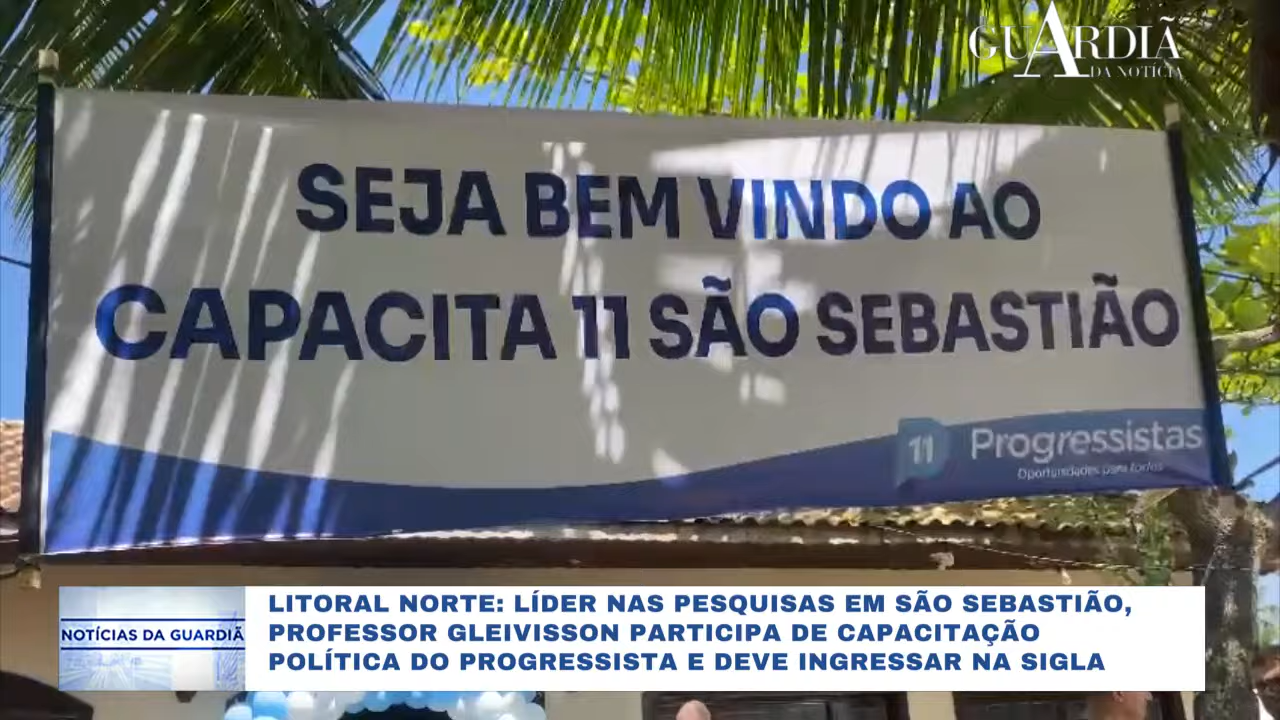 GUARDIÃ
DA NOTÍCIA
SEJA BEM VINDO AO
CAPACITA 11 SÃO SEBASTIÃO
11 Progressistas
Oportunidades para todos
NOTÍCIAS DA GUARDIÃ
LITORAL NORTE: LÍDER NAS PESQUISAS EM SÃO SEBASTIÃO,
PROFESSOR GLEIVISSON PARTICIPA DE CAPACITAÇÃO
POLÍTICA DO PROGRESSISTA E DEVE INGRESSAR NA SIGLA